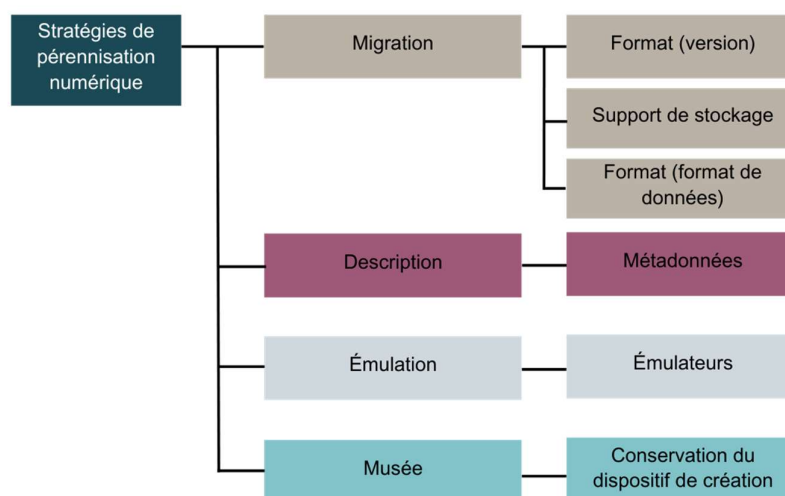 Stratégies de
pérennisation
numérique
Migration
Format (version)
Support de stockage
Format (format de
données)
Description
Métadonnées
Émulation
Émulateurs
Musée
Conservation du
dispositif de création